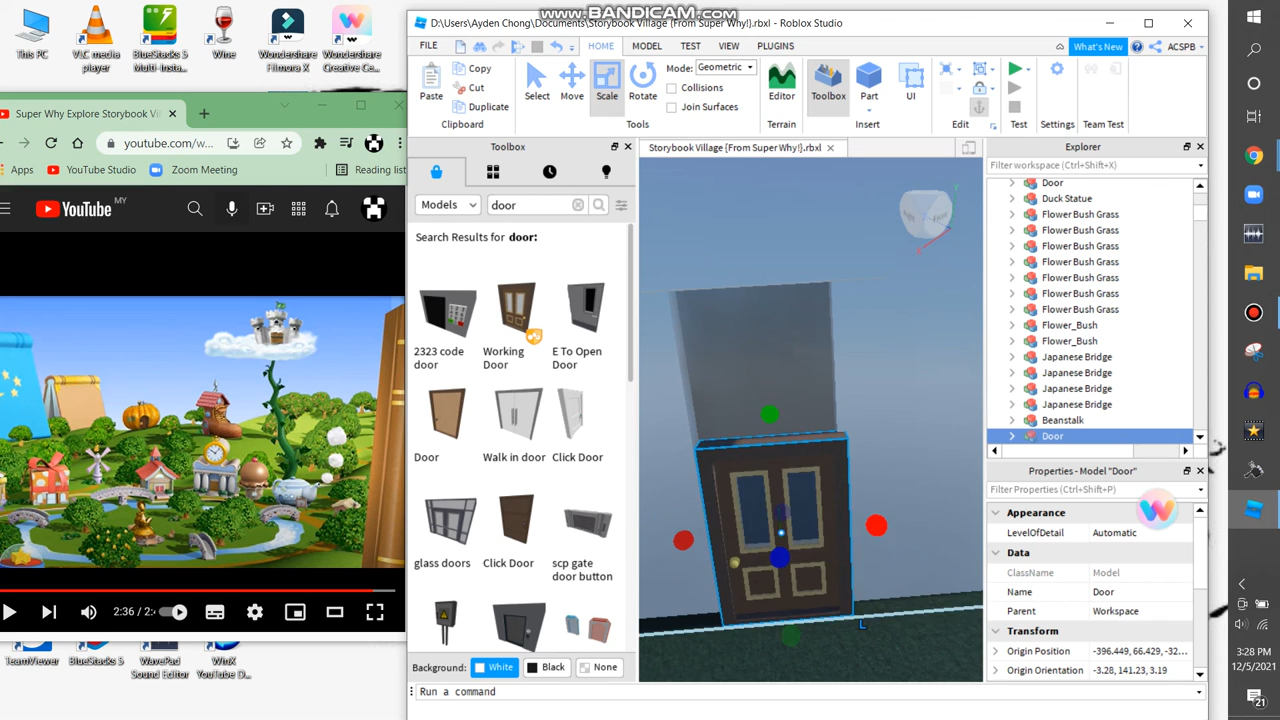 www.BANDICAM.com
D:\Users\Ayden Chong\Documents\Storybook Village {From Super Why!}.rbxl - Roblox Studio
FILE HOME MODEL TEST VIEW PLUGINS
What's New ACSPB
Paste Copy Cut Duplicate
Clipboard
Select Move Scale Rotate
Mode: Geometric
Collisions
Join Surfaces
Tools
Editor
Terrain
Toolbox Part UI
Insert
Edit
Test
Settings
Team Test
This PC
VLC media player
BlueStacks 5 Multi-Insta...
Wine
Wondershare Filmora X
Wondershare Creative Ce...
Super Why Explore Storybook Vil
youtube.com/w...
Apps YouTube Studio Zoom Meeting Reading list
YouTube MY
2:36 / 2:
TeamViewer
BlueStacks 5
WavePad Sound Editor
WinX YouTube D...
Toolbox
Models door
Search Results for door:
2323 code door
Working Door
E To Open Door
Door
Walk in door
Click Door
glass doors
Click Door
scp gate door button
Background: White Black None
Run a command
Storybook Village {From Super Why!}.rbxl
L
Explorer
Filter workspace (Ctrl+Shift+X)
Door
Duck Statue
Flower Bush Grass
Flower Bush Grass
Flower Bush Grass
Flower Bush Grass
Flower Bush Grass
Flower Bush Grass
Flower Bush Grass
Flower_Bush
Flower_Bush
Japanese Bridge
Japanese Bridge
Japanese Bridge
Japanese Bridge
Beanstalk
Door
Properties - Model "Door"
Filter Properties (Ctrl+Shift+P)
Appearance
LevelOfDetail Automatic
Data
ClassName Model
Name Door
Parent Workspace
Transform
Origin Position -396.449, 66.429, -32...
Origin Orientation -3.28, 141.23, 3.19
3:28 PM
12/5/2021
21